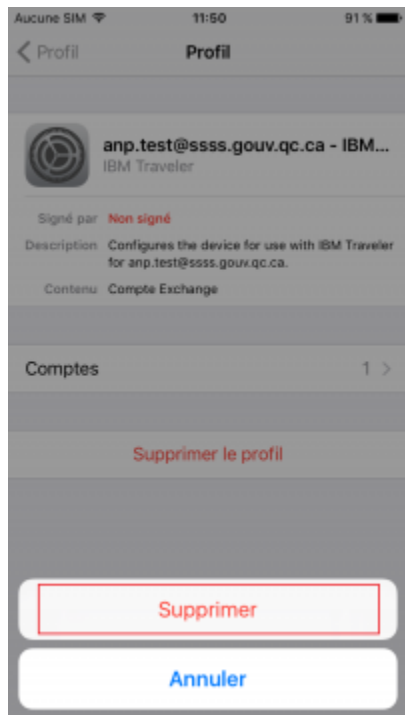 Aucune SIM 11:50 91 %
Profil Profil
anp.test@ssss.gouv.qc.ca - IBM...
IBM Traveler
Signé par Non signé
Description Configures the device for use with IBM Traveler
for anp.test@ssss.gouv.qc.ca.
Contenu Compte Exchange
Comptes 1
Supprimer le profil
Supprimer
Annuler